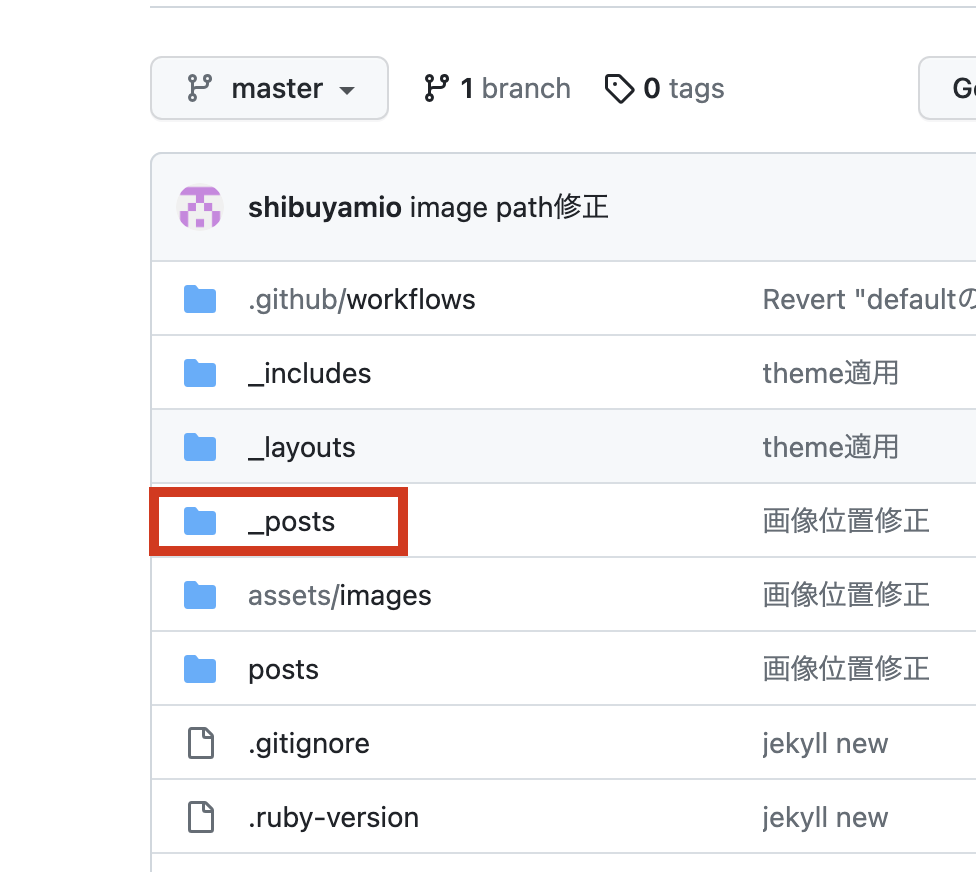 master 1 branch 0 tags
shibuyamio image path修正
.github/workflows Revert "defaultの
_includes theme適用
_layouts theme適用
_posts 画像位置修正
assets/images 画像位置修正
posts 画像位置修正
.gitignore jekyll new
.ruby-version jekyll new